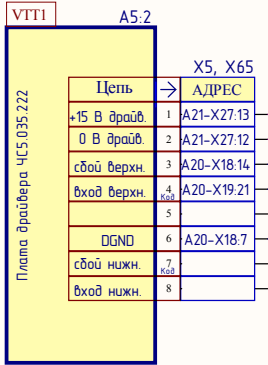 VTT1
A5:2
X5, X65
Плата драйвера ЧС5.035.222
Цепь → АДРЕС
+15 В драйв. 1 A21-X27:13
0 В драйв. 2 A21-X27:12
сбой верхн. 3 A20-X18:14
вход верхн. 4 Код A20-X19:21
5
DGND 6 A20-X18:7
сбой нижн. 7 Код
вход нижн. 8